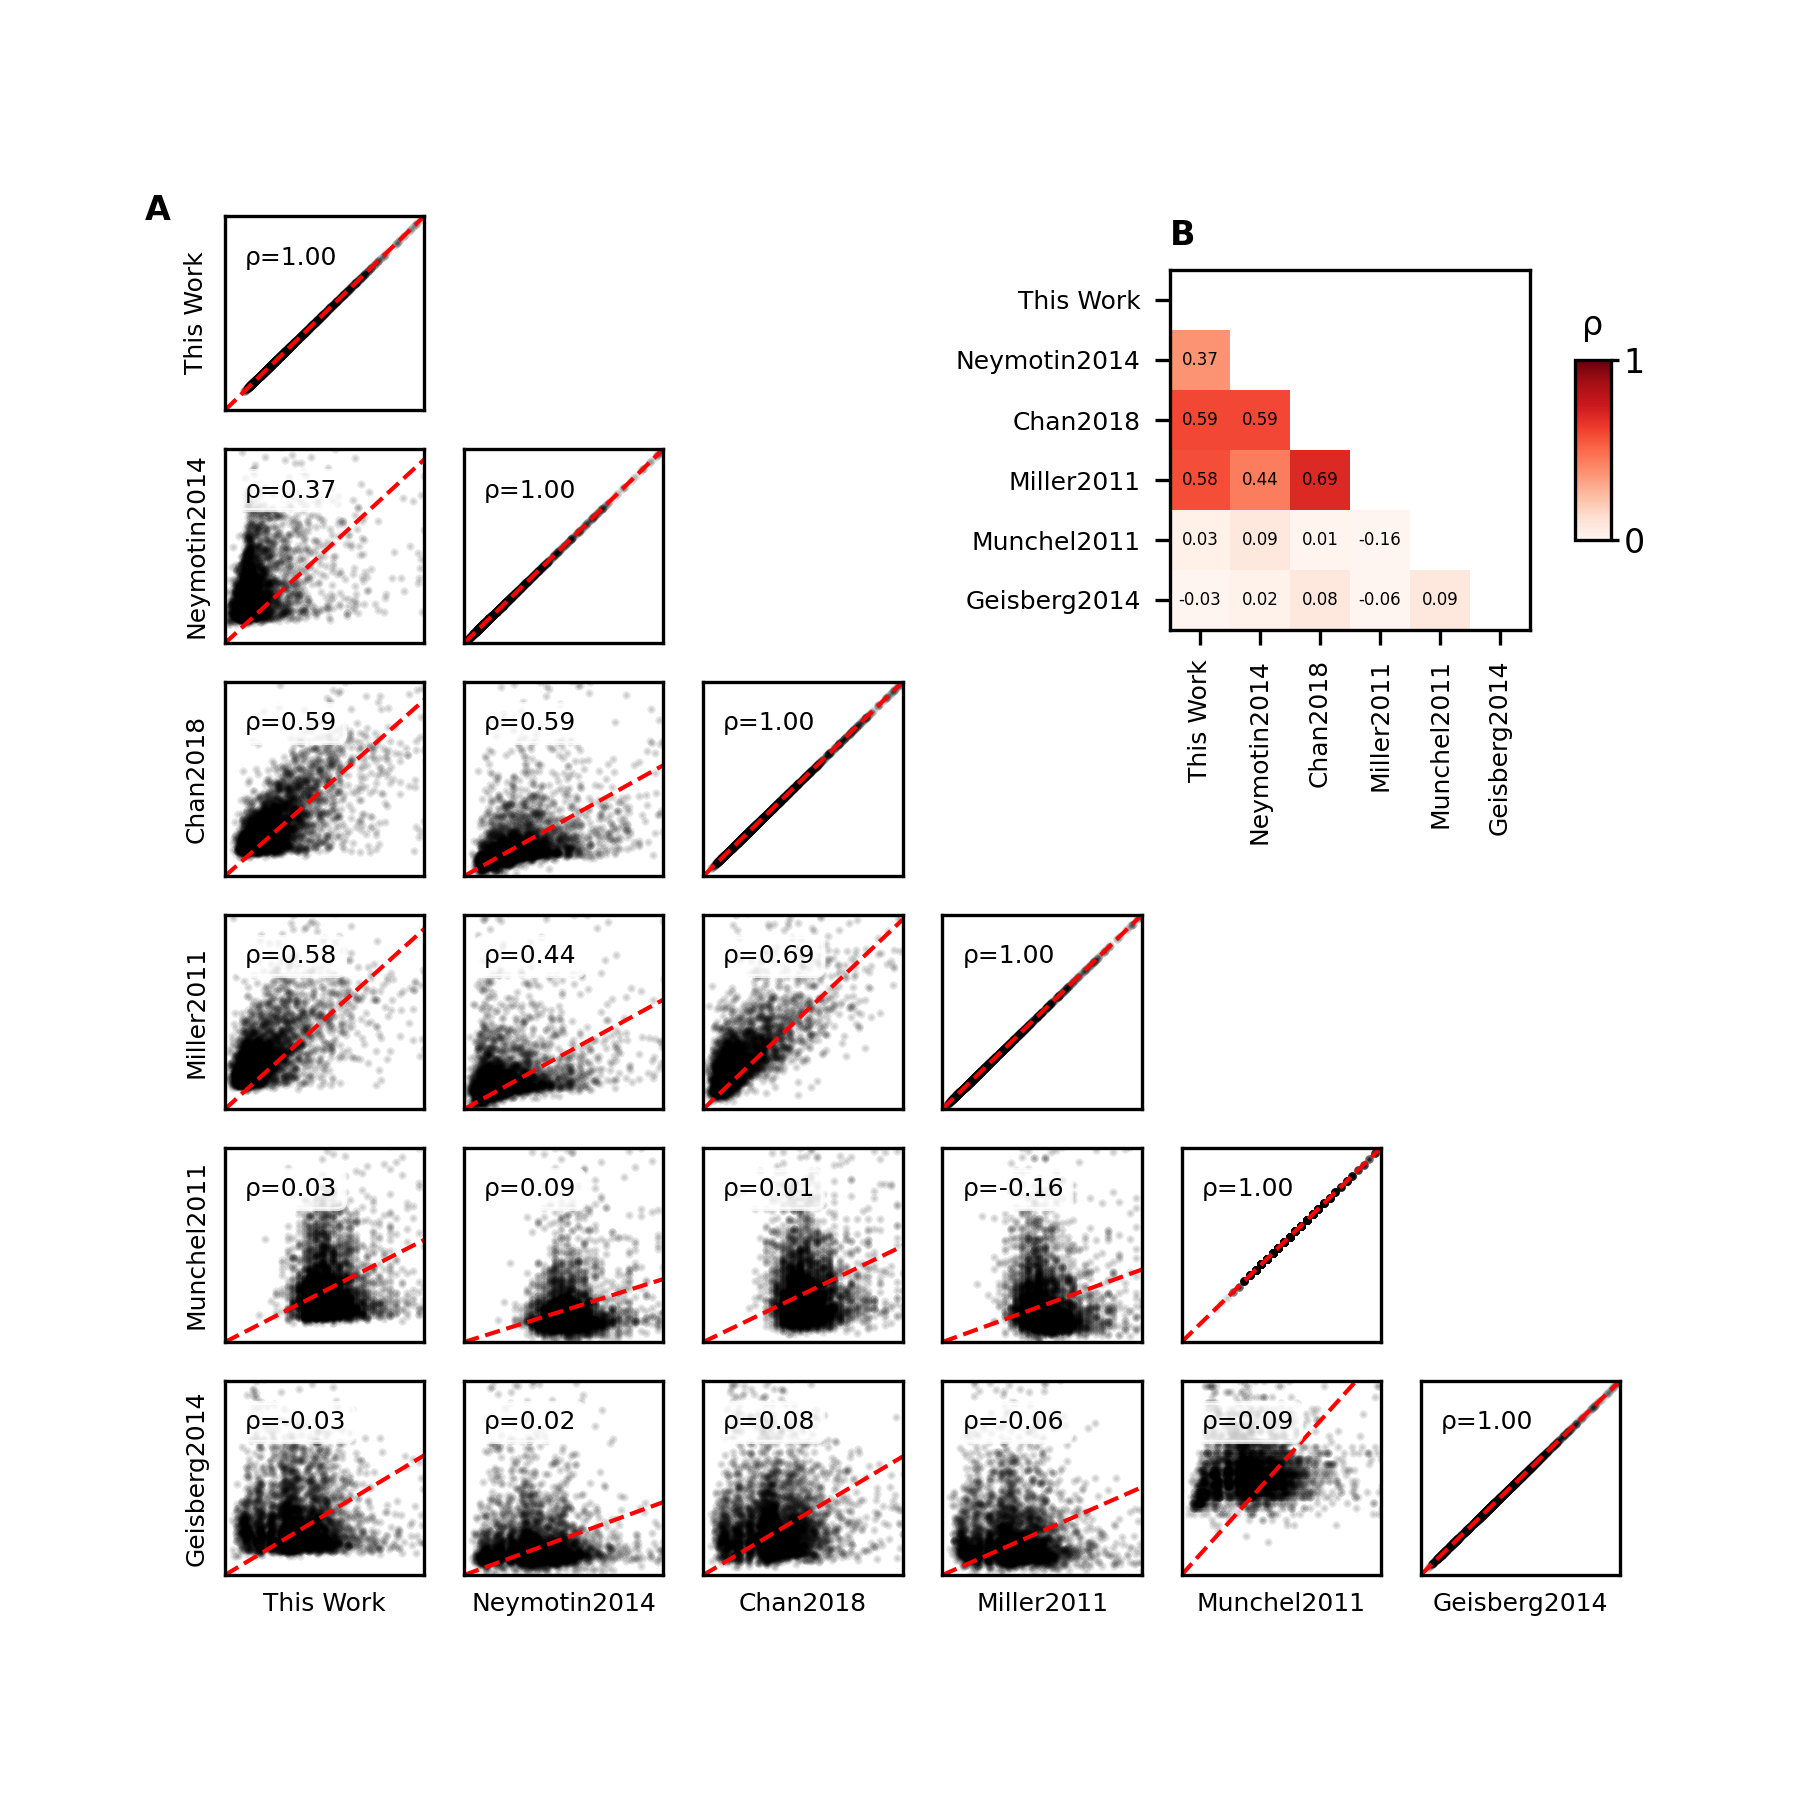 A
This Work
ρ=1.00
Neymotin2014
ρ=0.37
ρ=1.00
Chan2018
ρ=0.59
ρ=0.59
ρ=1.00
Miller2011
ρ=0.58
ρ=0.44
ρ=0.69
ρ=1.00
Munchel2011
ρ=0.03
ρ=0.09
ρ=0.01
ρ=-0.16
ρ=1.00
Geisberg2014
ρ=-0.03
ρ=0.02
ρ=0.08
ρ=-0.06
ρ=0.09
ρ=1.00
This Work
Neymotin2014
Chan2018
Miller2011
Munchel2011
Geisberg2014
B
This Work
Neymotin2014
0.37
Chan2018
0.59
0.59
Miller2011
0.58
0.44
0.69
Munchel2011
0.03
0.09
0.01
-0.16
Geisberg2014
-0.03
0.02
0.08
-0.06
0.09
This Work
Neymotin2014
Chan2018
Miller2011
Munchel2011
Geisberg2014
ρ
1
0